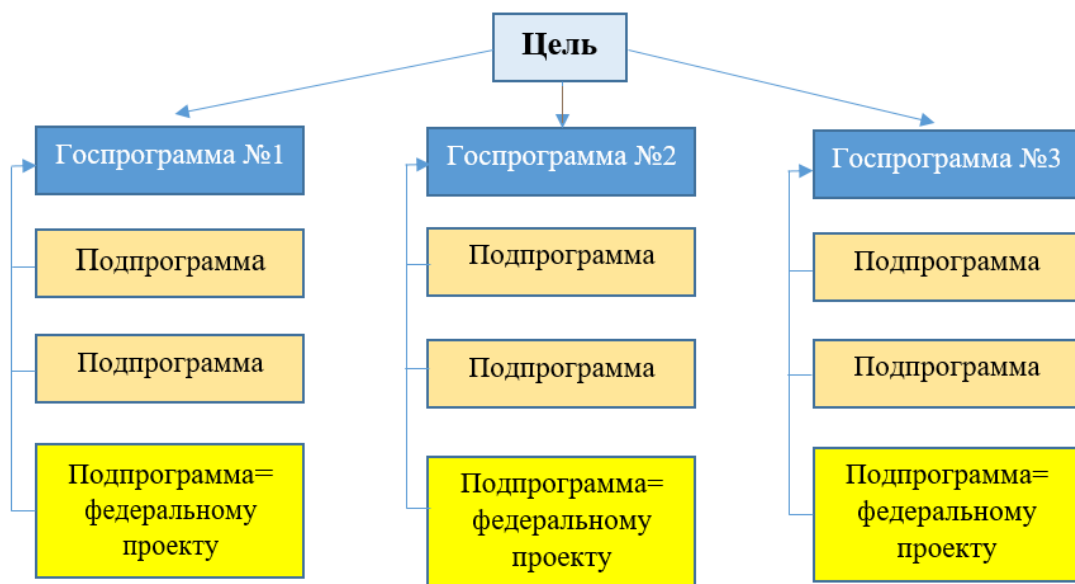 Цель
Госпрограмма №1
Госпрограмма №2
Госпрограмма №3
Подпрограмма
Подпрограмма
Подпрограмма
Подпрограмма
Подпрограмма
Подпрограмма
Подпрограмма=
федеральному
проекту
Подпрограмма=
федеральному
проекту
Подпрограмма=
федеральному
проекту